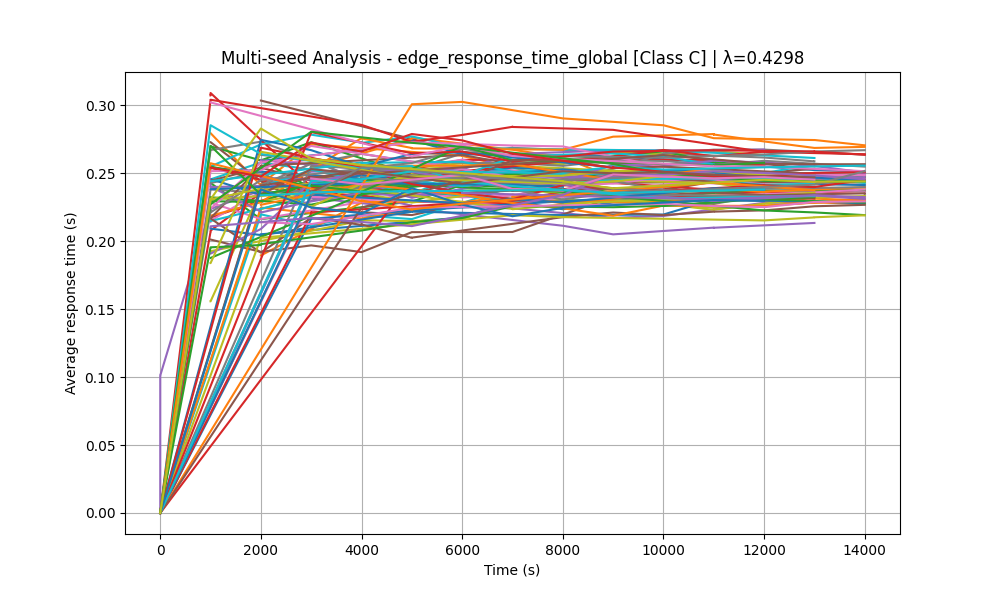 Multi-seed Analysis - edge_response_time_global [Class C] | λ=0.4298
0.30
0.25
0.20
0.15
0.10
0.05
0.00
Average response time (s)
0 2000 4000 6000 8000 10000 12000 14000
Time (s)